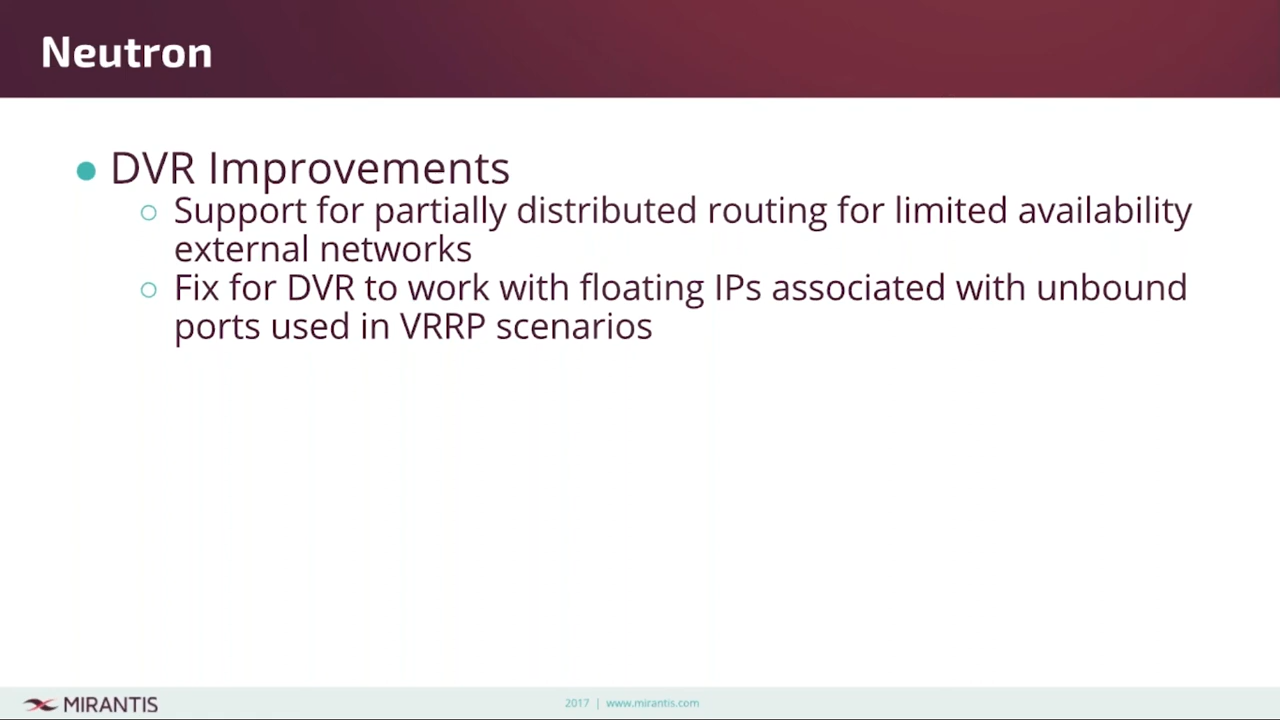 Neutron
DVR Improvements
Support for partially distributed routing for limited availability
external networks
Fix for DVR to work with floating IPs associated with unbound
ports used in VRRP scenarios
MIRANTIS
2017 | www.mirantis.com